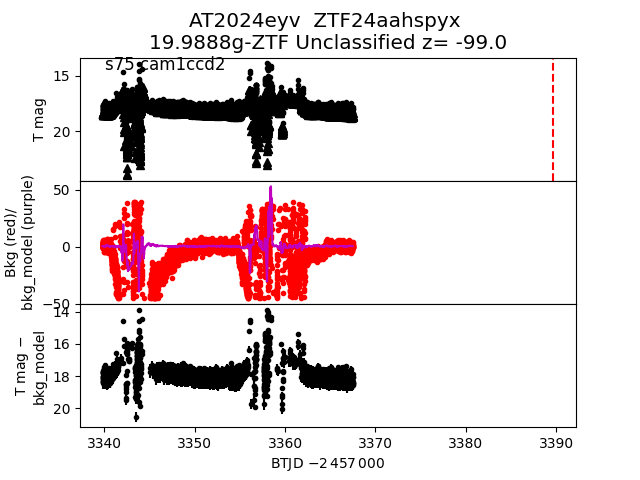 AT2024eyv  ZTF24aahspyx
19.9888g-ZTF Unclassified z= -99.0
s75 cam1ccd2
15
20
T mag
50
0
−50
Bkg (red)/
bkg_model (purple)
14
16
18
20
T mag −
bkg_model
3340
3350
3360
3370
3380
3390
BTJD −2 457 000